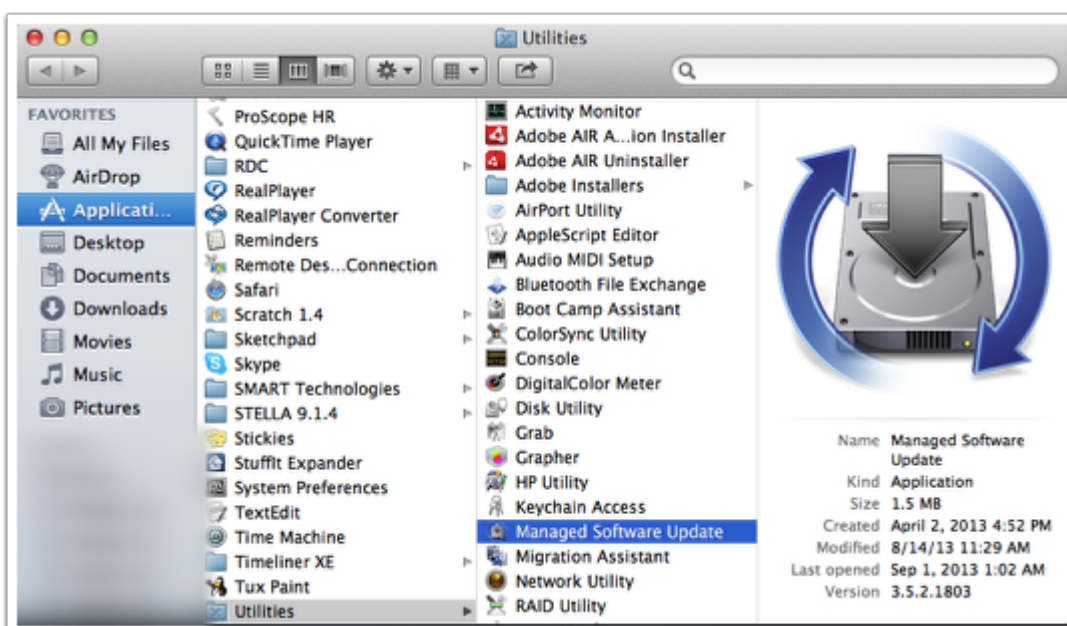 Utilities
FAVORITES
All My Files
AirDrop
Applicati...
Desktop
Documents
Downloads
Movies
Music
Pictures
ProScope HR
QuickTime Player
RDC
RealPlayer
RealPlayer Converter
Reminders
Remote Des...Connection
Safari
Scratch 1.4
Sketchpad
Skype
SMART Technologies
STELLA 9.1.4
Stickies
StuffIt Expander
System Preferences
TextEdit
Time Machine
Timeliner XE
Tux Paint
Utilities
Activity Monitor
Adobe AIR A...ion Installer
Adobe AIR Uninstaller
Adobe Installers
AirPort Utility
AppleScript Editor
Audio MIDI Setup
Bluetooth File Exchange
Boot Camp Assistant
ColorSync Utility
Console
DigitalColor Meter
Disk Utility
Grab
Grapher
HP Utility
Keychain Access
Managed Software Update
Migration Assistant
Network Utility
RAID Utility
Name Managed Software
Update
Kind Application
Size 1.5 MB
Created April 2, 2013 4:52 PM
Modified 8/14/13 11:29 AM
Last opened Sep 1, 2013 1:02 AM
Version 3.5.2.1803